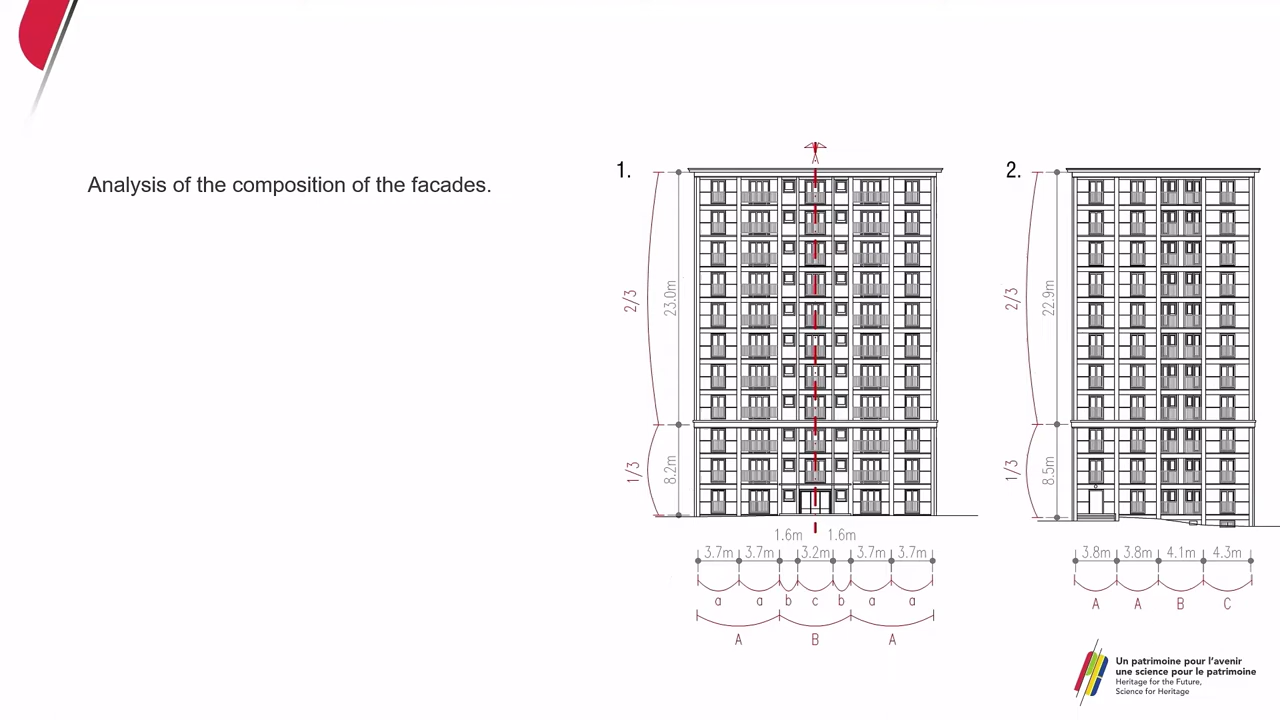 Analysis of the composition of the facades.
1.
2/3
23.0m
1/3
8.2m
1.6m 1.6m
3.7m 3.7m 3.2m 3.7m 3.7m
a a b c b a a
A B A
2.
2/3
22.9m
1/3
8.5m
3.8m 3.8m 4.1m 4.3m
A A B C
Un patrimoine pour l'avenir
une science pour le patrimoine
Heritage for the Future,
Science for Heritage